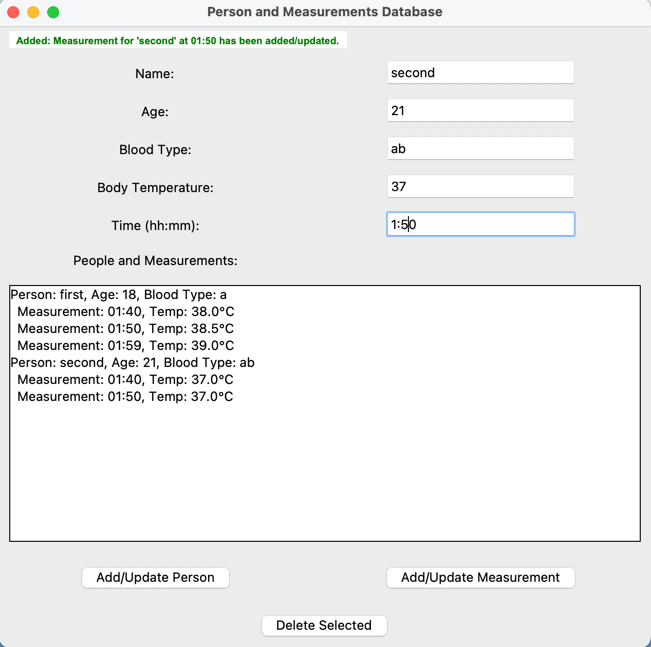 Person and Measurements Database
Added: Measurement for 'second' at 01:50 has been added/updated.
Name: second
Age: 21
Blood Type: ab
Body Temperature: 37
Time (hh:mm): 1:50
People and Measurements:
Person: first, Age: 18, Blood Type: a
Measurement: 01:40, Temp: 38.0°C
Measurement: 01:50, Temp: 38.5°C
Measurement: 01:59, Temp: 39.0°C
Person: second, Age: 21, Blood Type: ab
Measurement: 01:40, Temp: 37.0°C
Measurement: 01:50, Temp: 37.0°C
Add/Update Person Add/Update Measurement
Delete Selected